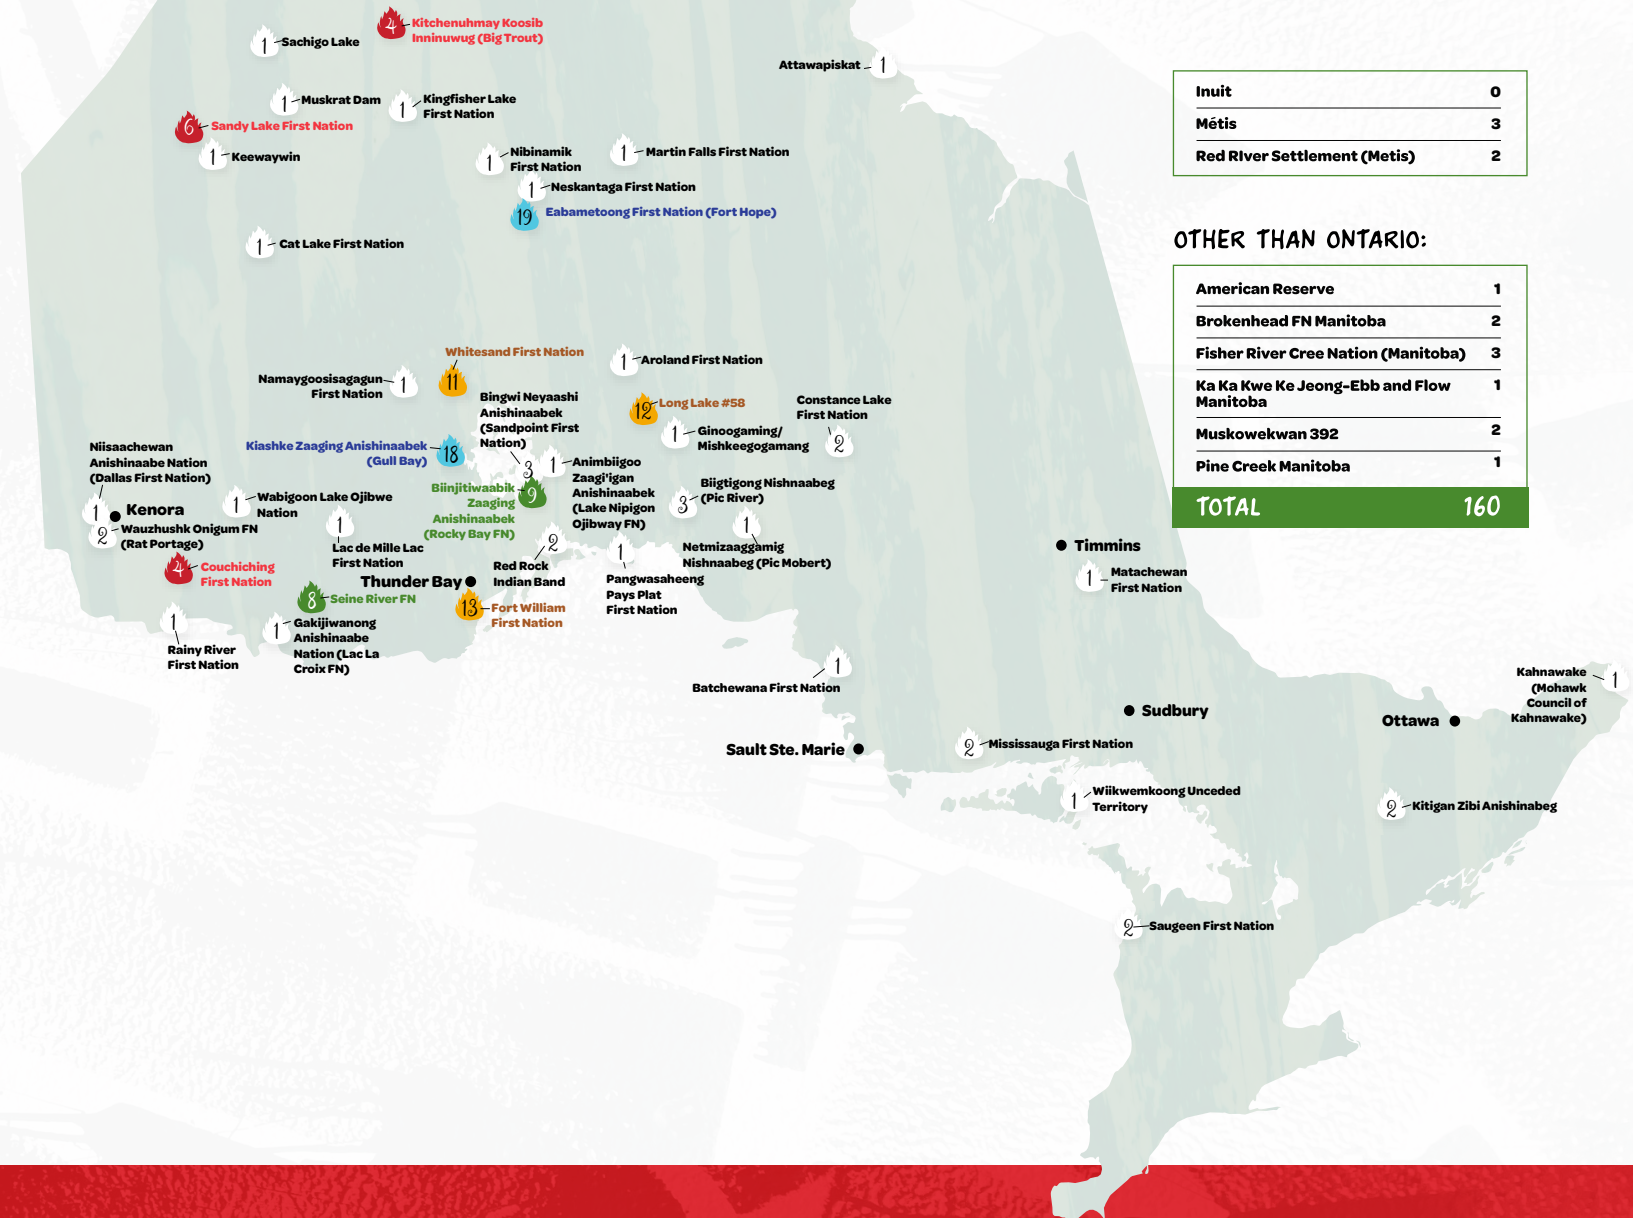 4
Kitchenuhmay Koosib
Inninuwug (Big Trout)
1
Sachigo Lake
Attawapiskat
1
1
Muskrat Dam
1
Kingfisher Lake
First Nation
6
Sandy Lake First Nation
1
Keewaywin
1
Nibinamik
First Nation
1
Martin Falls First Nation
1
Neskantaga First Nation
19
Eabametoong First Nation (Fort Hope)
1
Cat Lake First Nation
Whitesand First Nation
11
1
Aroland First Nation
Namaygoosisagagun
First Nation
1
Bingwi Neyaashi
Anishinaabek
(Sandpoint First
Nation)
3
12
Long Lake #58
Constance Lake
First Nation
2
1
Ginoogaming/
Mishkeegogamang
Kiashke Zaaging Anishinaabek
(Gull Bay)
18
Niisaachewan
Anishinaabe Nation
(Dallas First Nation)
1
1
Animbiigoo
Zaagi'igan
Anishinaabek
(Lake Nipigon
Ojibway FN)
Biinjitiwaabik
Zaaging
Anishinaabek
(Rocky Bay FN)
9
3
Biigtigong Nishnaabeg
(Pic River)
1
Wabigoon Lake Ojibwe
Nation
Kenora
2
Wauzhushk Onigum FN
(Rat Portage)
1
Lac de Mille Lac
First Nation
2
Red Rock
Indian Band
1
Pangwasaheeng
Pays Plat
First Nation
1
Netmizaaggamig
Nishnaabeg (Pic Mobert)
4
Couchiching
First Nation
Thunder Bay
8
Seine River FN
13
Fort William
First Nation
1
Rainy River
First Nation
1
Gakijiwanong
Anishinaabe
Nation (Lac La
Croix FN)
Timmins
1
Matachewan
First Nation
1
Batchewana First Nation
Sudbury
Sault Ste. Marie
2
Mississauga First Nation
1
Wiikwemkoong Unceded
Territory
Ottawa
Kahnawake
(Mohawk
Council of
Kahnawake)
1
2
Kitigan Zibi Anishinabeg
2
Saugeen First Nation
Inuit 0
Métis 3
Red RIver Settlement (Metis) 2
OTHER THAN ONTARIO:
American Reserve 1
Brokenhead FN Manitoba 2
Fisher River Cree Nation (Manitoba) 3
Ka Ka Kwe Ke Jeong-Ebb and Flow 1
Manitoba
Muskowekwan 392 2
Pine Creek Manitoba 1
TOTAL 160